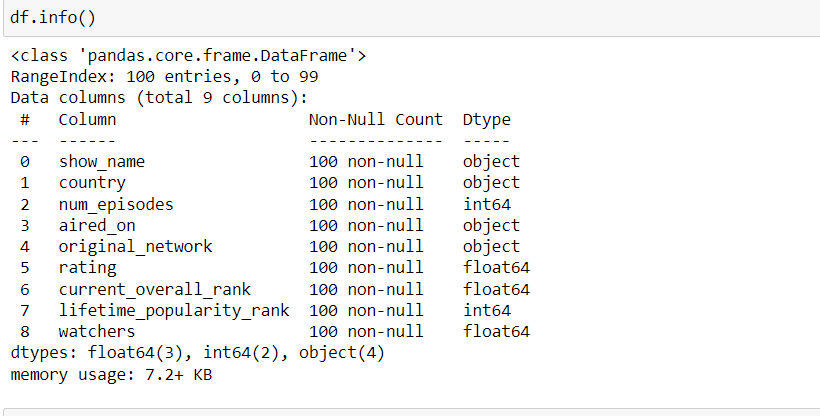 df.info()
<class 'pandas.core.frame.DataFrame'>
RangeIndex: 100 entries, 0 to 99
Data columns (total 9 columns):
 #   Column                    Non-Null Count  Dtype
---  ------                    --------------  -----
 0   show_name                 100 non-null    object
 1   country                   100 non-null    object
 2   num_episodes              100 non-null    int64
 3   aired_on                  100 non-null    object
 4   original_network          100 non-null    object
 5   rating                    100 non-null    float64
 6   current_overall_rank      100 non-null    float64
 7   lifetime_popularity_rank  100 non-null    int64
 8   watchers                  100 non-null    float64
dtypes: float64(3), int64(2), object(4)
memory usage: 7.2+ KB